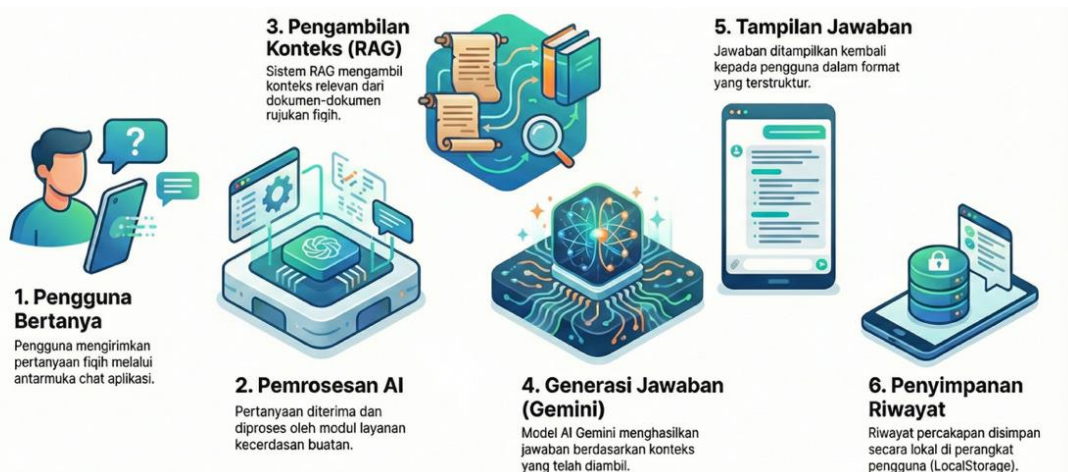 1. Pengguna
Bertanya
Pengguna mengirimkan
pertanyaan fiqih melalui
antarmuka chat aplikasi.
2. Pemrosesan AI
Pertanyaan diterima dan
diproses oleh modul layanan
kecerdasan buatan.
3. Pengambilan
Konteks (RAG)
Sistem RAG mengambil
konteks relevan dari
dokumen-dokumen
rujukan fiqih.
4. Generasi Jawaban
(Gemini)
Model AI Gemini menghasilkan
jawaban berdasarkan konteks
yang telah diambil.
5. Tampilan Jawaban
Jawaban ditampilkan kembali
kepada pengguna dalam format
yang terstruktur.
6. Penyimpanan
Riwayat
Riwayat percakapan disimpan
secara lokal di perangkat
pengguna (LocalStorage).